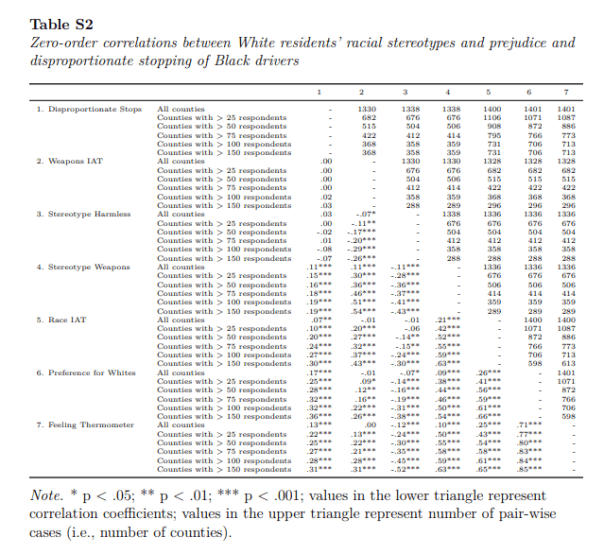 Table S2
Zero-order correlations between White residents' racial stereotypes and prejudice and
disproportionate stopping of Black drivers
1 2 3 4 5 6 7
1. Disproportionate Stops All counties - 1330 1338 1338 1400 1401 1401
Counties with > 25 respondents - 682 676 676 1106 1071 1087
Counties with > 50 respondents - 515 504 506 908 872 886
Counties with > 75 respondents - 422 412 414 795 766 773
Counties with > 100 respondents - 368 358 359 731 706 713
Counties with > 150 respondents - 368 358 359 731 706 713
2. Weapons IAT All counties .00 - 1330 1330 1328 1328 1328
Counties with > 25 respondents .00 - 676 676 682 682 682
Counties with > 50 respondents .00 - 504 506 515 515 515
Counties with > 75 respondents .00 - 412 414 422 422 422
Counties with > 100 respondents .02 - 358 359 368 368 368
Counties with > 150 respondents .03 - 288 289 296 296 296
3. Stereotype Harmless All counties .03 -.07* - 1338 1336 1336 1336
Counties with > 25 respondents .00 -.11** - 676 676 676 676
Counties with > 50 respondents -.02 -.17*** - 504 504 504 504
Counties with > 75 respondents .01 -.20*** - 412 412 412 412
Counties with > 100 respondents -.08 -.29*** - 358 358 358 358
Counties with > 150 respondents -.07 -.26*** - 288 288 288 288
4. Stereotype Weapons All counties .11*** .11*** -.11*** - 1336 1336 1336
Counties with > 25 respondents .15*** .30*** -.28*** - 676 676 676
Counties with > 50 respondents .16*** .36*** -.36*** - 506 506 506
Counties with > 75 respondents .18*** .46*** -.37*** - 414 414 414
Counties with > 100 respondents .19*** .51*** -.41*** - 359 359 359
Counties with > 150 respondents .19*** .54*** -.43*** - 289 289 289
5. Race IAT All counties .07** -.01 -.01 .21*** - 1400 1400
Counties with > 25 respondents .10*** .20*** -.06 .42*** - 1071 1087
Counties with > 50 respondents .20*** .27*** -.14** .52*** - 872 886
Counties with > 75 respondents .24*** .32*** -.15** .55*** - 766 773
Counties with > 100 respondents .27*** .37*** -.24*** .59*** - 706 713
Counties with > 150 respondents .30*** .43*** -.30*** .63*** - 598 613
6. Preference for Whites All counties .17*** -.01 -.07* .09*** .26*** - 1401
Counties with > 25 respondents .25*** .09* -.14*** .38*** .41*** - 1071
Counties with > 50 respondents .28*** .12** -.16*** .44*** .56*** - 872
Counties with > 75 respondents .32*** .16** -.19*** .46*** .59*** - 766
Counties with > 100 respondents .32*** .22*** -.31*** .50*** .61*** - 706
Counties with > 150 respondents .36*** .26*** -.38*** .54*** .66*** - 598
7. Feeling Thermometer All counties .13*** .00 -.12*** .10*** .25*** .71*** -
Counties with > 25 respondents .22*** .13*** -.24*** .50*** .43*** .77*** -
Counties with > 50 respondents .25*** .22*** -.30*** .55*** .54*** .80*** -
Counties with > 75 respondents .27*** .21*** -.35*** .58*** .58*** .83*** -
Counties with > 100 respondents .28*** .28*** -.45*** .59*** .61*** .84*** -
Counties with > 150 respondents .31*** .31*** -.52*** .63*** .65*** .85*** -
Note. * p < .05; ** p < .01; *** p < .001; values in the lower triangle represent
correlation coefficients; values in the upper triangle represent number of pair-wise
cases (i.e., number of counties).